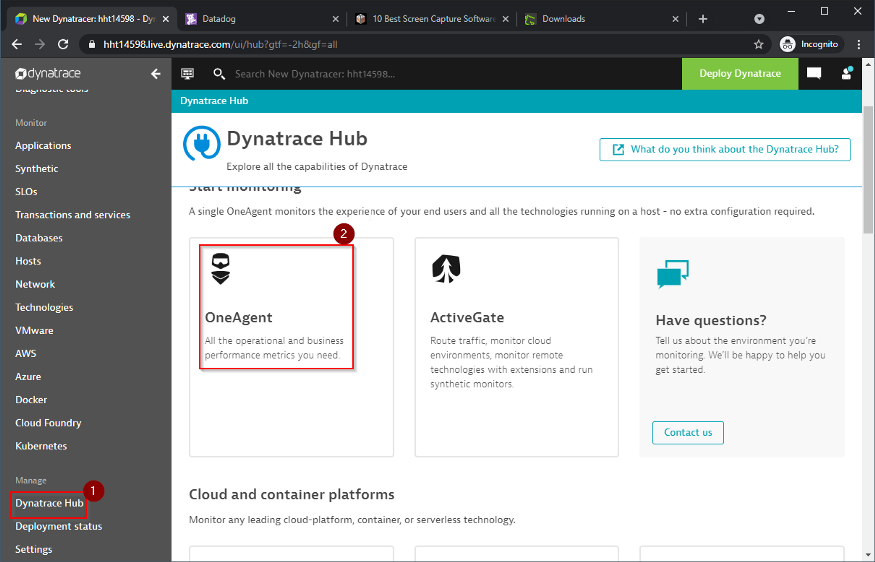 New Dynatracer: hht14598 - Dyn
Datadog
10 Best Screen Capture Software
Downloads
hht14598.live.dynatrace.com/ui/hub?gtf=-2h&gf=all
Incognito
dynatrace
Search New Dynatracer: hht14598...
Deploy Dynatrace
Diagnostic tools
Dynatrace Hub
Monitor
Applications
Synthetic
SLOs
Transactions and services
Databases
Hosts
Network
Technologies
VMware
AWS
Azure
Docker
Cloud Foundry
Kubernetes
Manage
Dynatrace Hub
1
Deployment status
Settings
Dynatrace Hub
Explore all the capabilities of Dynatrace
What do you think about the Dynatrace Hub?
Start monitoring
A single OneAgent monitors the experience of your end users and all the technologies running on a host - no extra configuration required.
2
OneAgent
All the operational and business
performance metrics you need.
ActiveGate
Route traffic, monitor cloud
environments, monitor remote
technologies with extensions and run
synthetic monitors.
Have questions?
Tell us about the environment you're
monitoring. We'll be happy to help you
get started.
Contact us
Cloud and container platforms
Monitor any leading cloud-platform, container, or serverless technology.